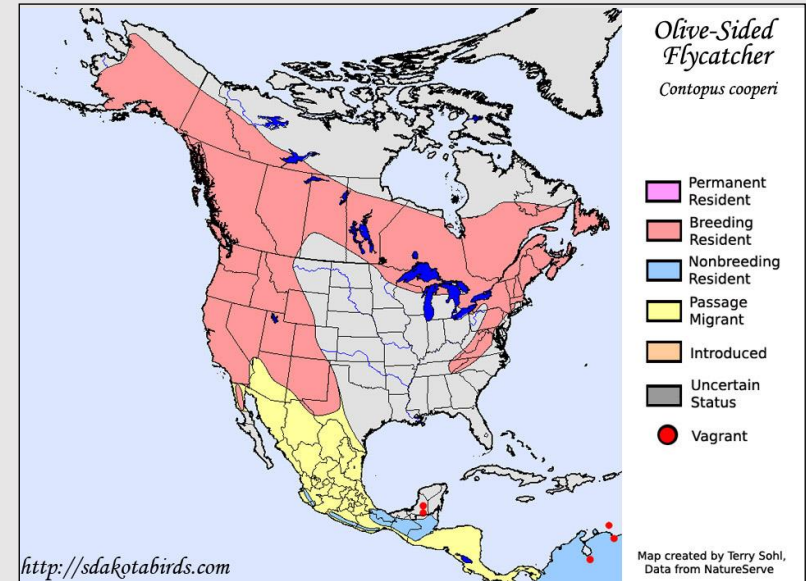 Olive-Sided
Flycatcher
Contopus cooperi
Permanent
Resident
Breeding
Resident
Nonbreeding
Resident
Passage
Migrant
Introduced
Uncertain
Status
Vagrant
http://sdakotabirds.com
Map created by Terry Sohl,
Data from NatureServe